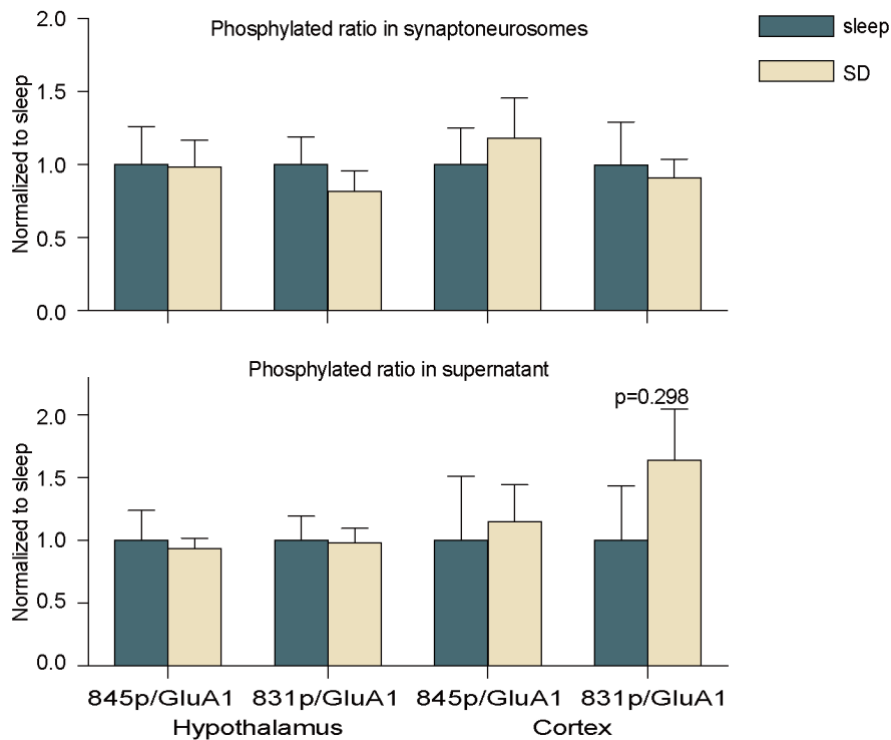 Phosphylated ratio in synaptoneurosomes
sleep
SD
Normalized to sleep
2.0
1.5
1.0
0.5
0.0
Phosphylated ratio in supernatant
p=0.298
Normalized to sleep
2.0
1.5
1.0
0.5
0.0
845p/GluA1 831p/GluA1 845p/GluA1 831p/GluA1
Hypothalamus Cortex